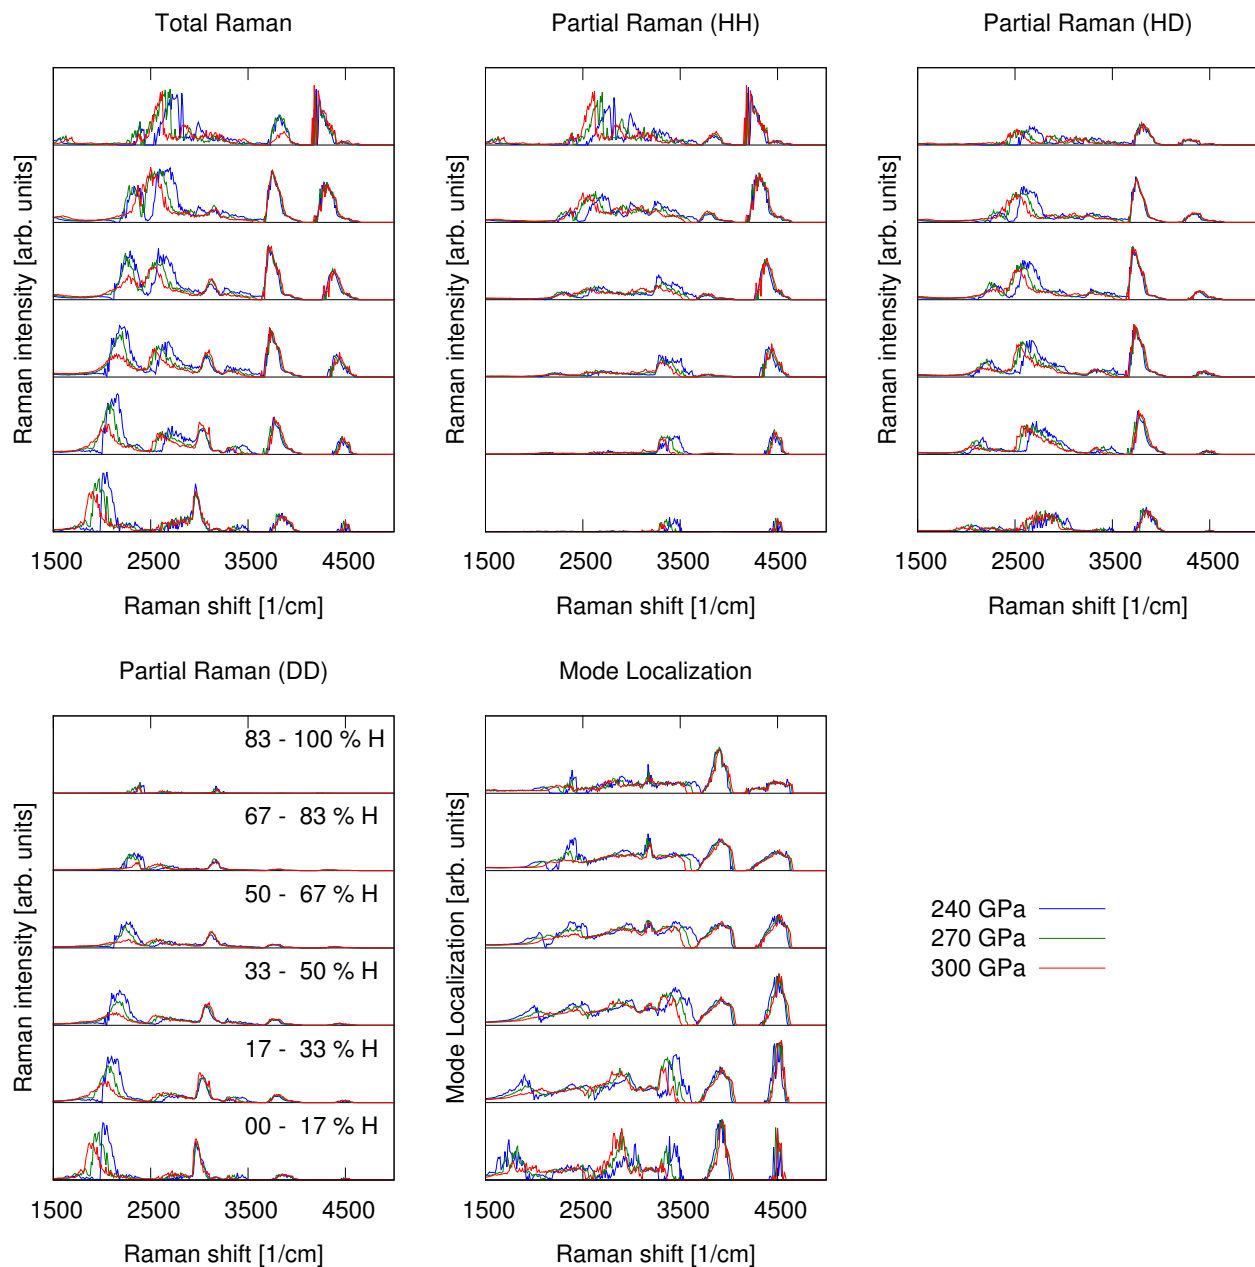 Total Raman
Partial Raman (HH)
Partial Raman (HD)
Raman intensity [arb. units]
Raman intensity [arb. units]
Raman intensity [arb. units]
1500 2500 3500 4500
1500 2500 3500 4500
1500 2500 3500 4500
Raman shift [1/cm]
Raman shift [1/cm]
Raman shift [1/cm]
Partial Raman (DD)
Mode Localization
Raman intensity [arb. units]
83 - 100 % H
67 - 83 % H
50 - 67 % H
33 - 50 % H
17 - 33 % H
00 - 17 % H
Mode Localization [arb. units]
240 GPa
270 GPa
300 GPa
1500 2500 3500 4500
1500 2500 3500 4500
Raman shift [1/cm]
Raman shift [1/cm]